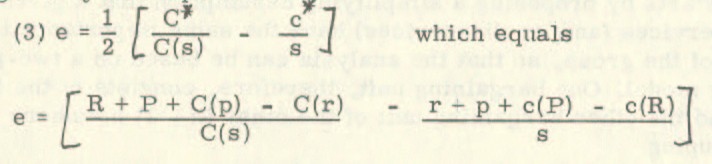 (3) e = 1/2 [ C*/C(s) - c*/s ] which equals
e = [ (R + P + C(p) - C(r))/C(s) - (r + p + c(P) - c(R))/s ]